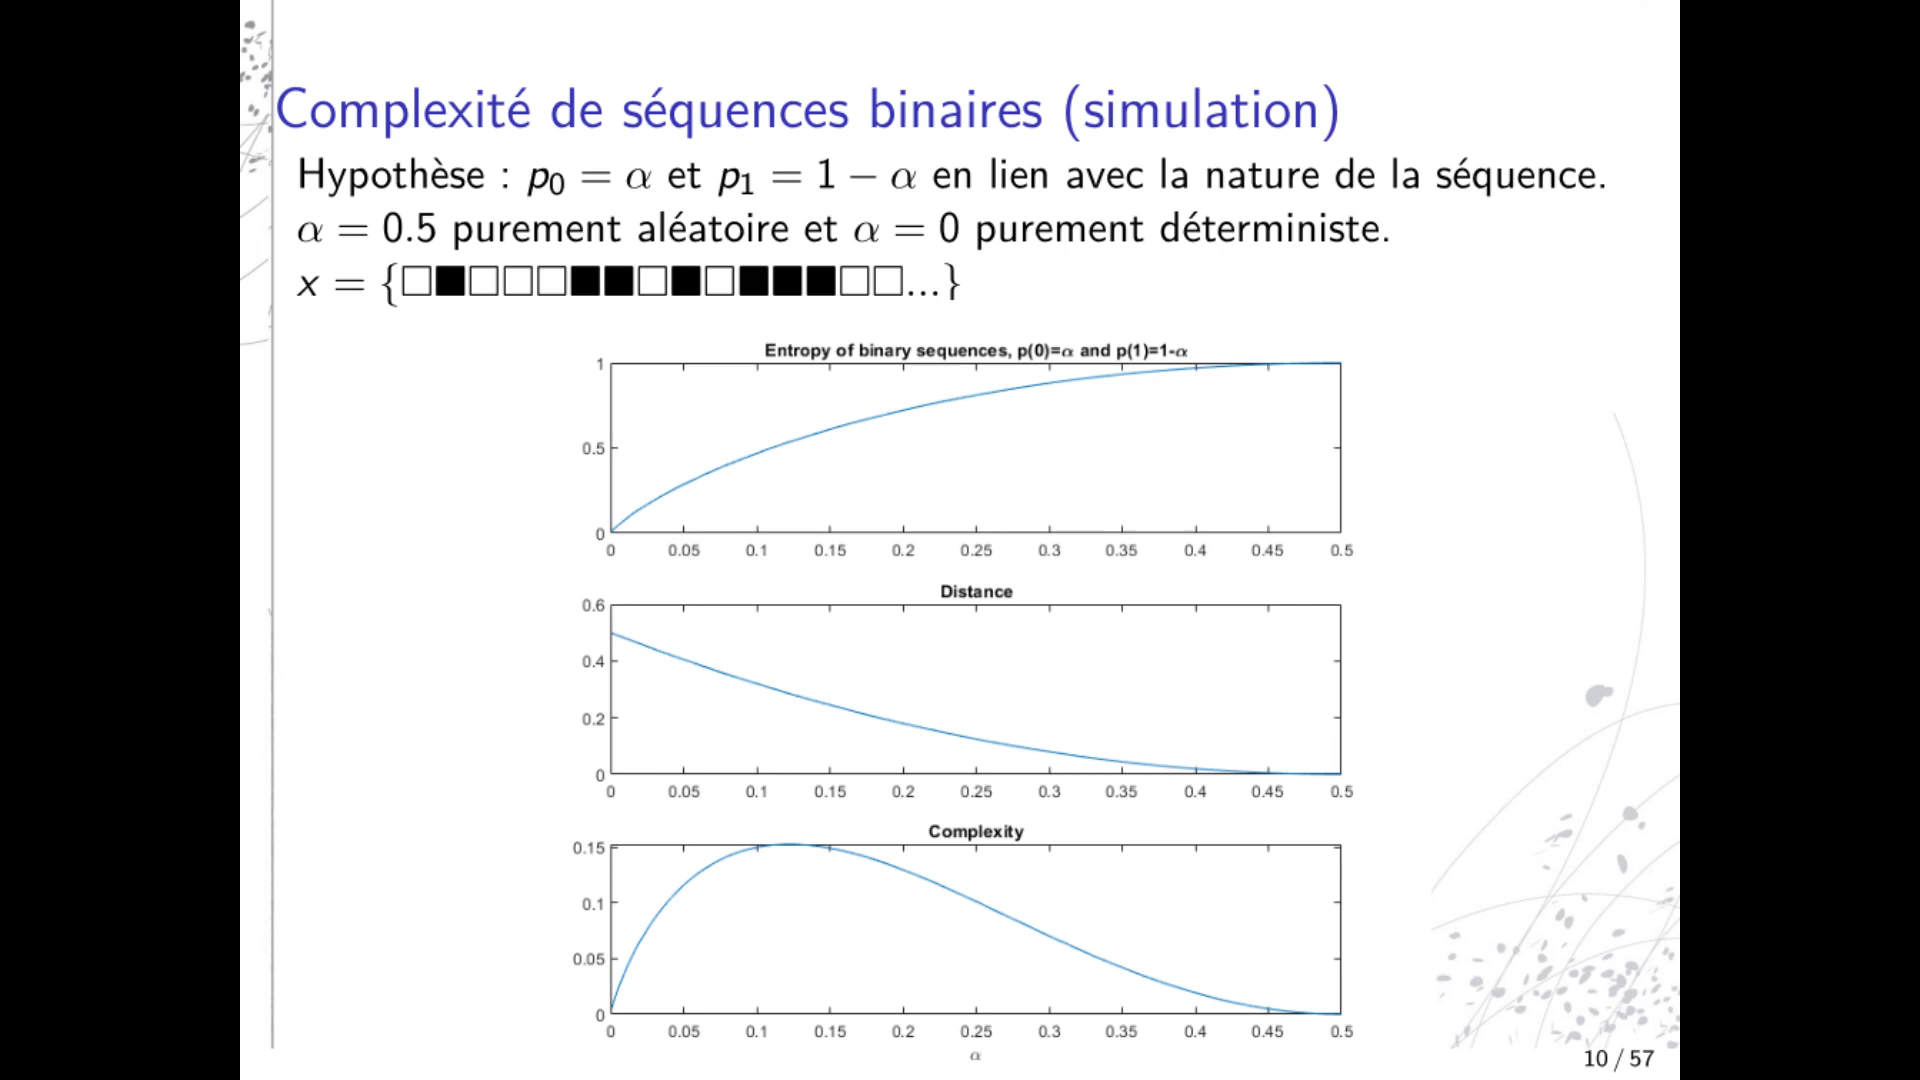 Complexité de séquences binaires (simulation)
Hypothèse : p₀ = α et p₁ = 1 − α en lien avec la nature de la séquence.
α = 0.5 purement aléatoire et α = 0 purement déterministe.
x = {□■□□□■■□■□■■■□□...}
Entropy of binary sequences, p(0)=α and p(1)=1-α
1
0.5
0
0 0.05 0.1 0.15 0.2 0.25 0.3 0.35 0.4 0.45 0.5
Distance
0.6
0.4
0.2
0
0 0.05 0.1 0.15 0.2 0.25 0.3 0.35 0.4 0.45 0.5
Complexity
0.15
0.1
0.05
0
0 0.05 0.1 0.15 0.2 0.25 0.3 0.35 0.4 0.45 0.5
α
10 / 57